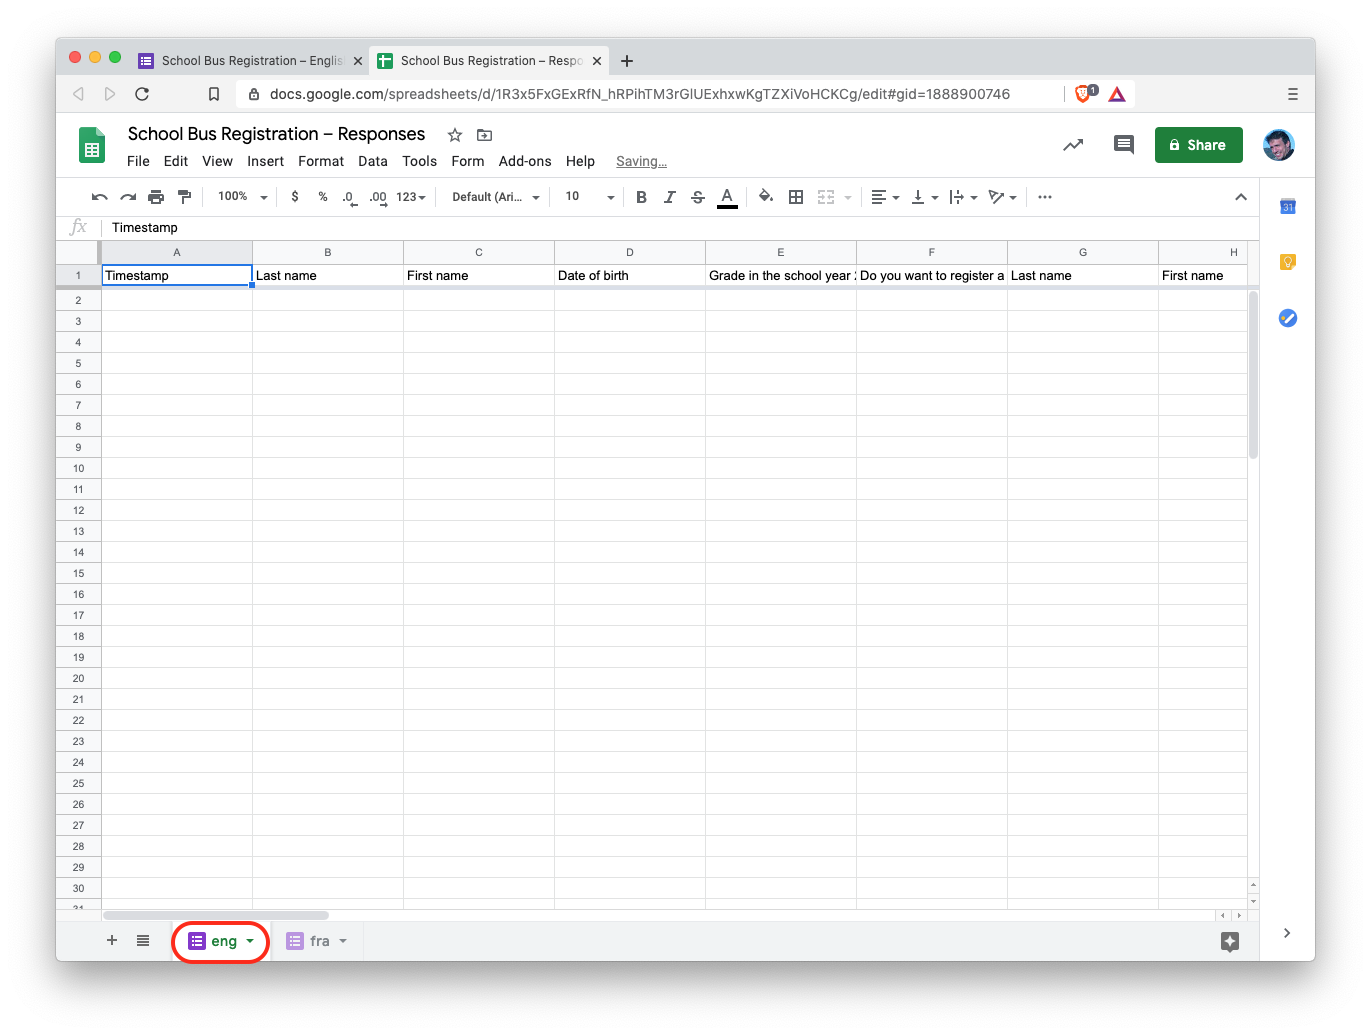 School Bus Registration – Englis
School Bus Registration – Respo
docs.google.com/spreadsheets/d/1R3x5FxGExRfN_hRPihTM3rGlUExhxwKgTZXiVoHCKCg/edit#gid=1888900746
1
School Bus Registration – Responses
File Edit View Insert Format Data Tools Form Add-ons Help Saving...
Share
100% $ % .0 .00 123 Default (Ari... 10 B I S A
31
fx Timestamp
A B C D E F G H
1 Timestamp Last name First name Date of birth Grade in the school year Do you want to register a Last name First name
2
3
4
5
6
7
8
9
10
11
12
13
14
15
16
17
18
19
20
21
22
23
24
25
26
27
28
29
30
31
eng fra